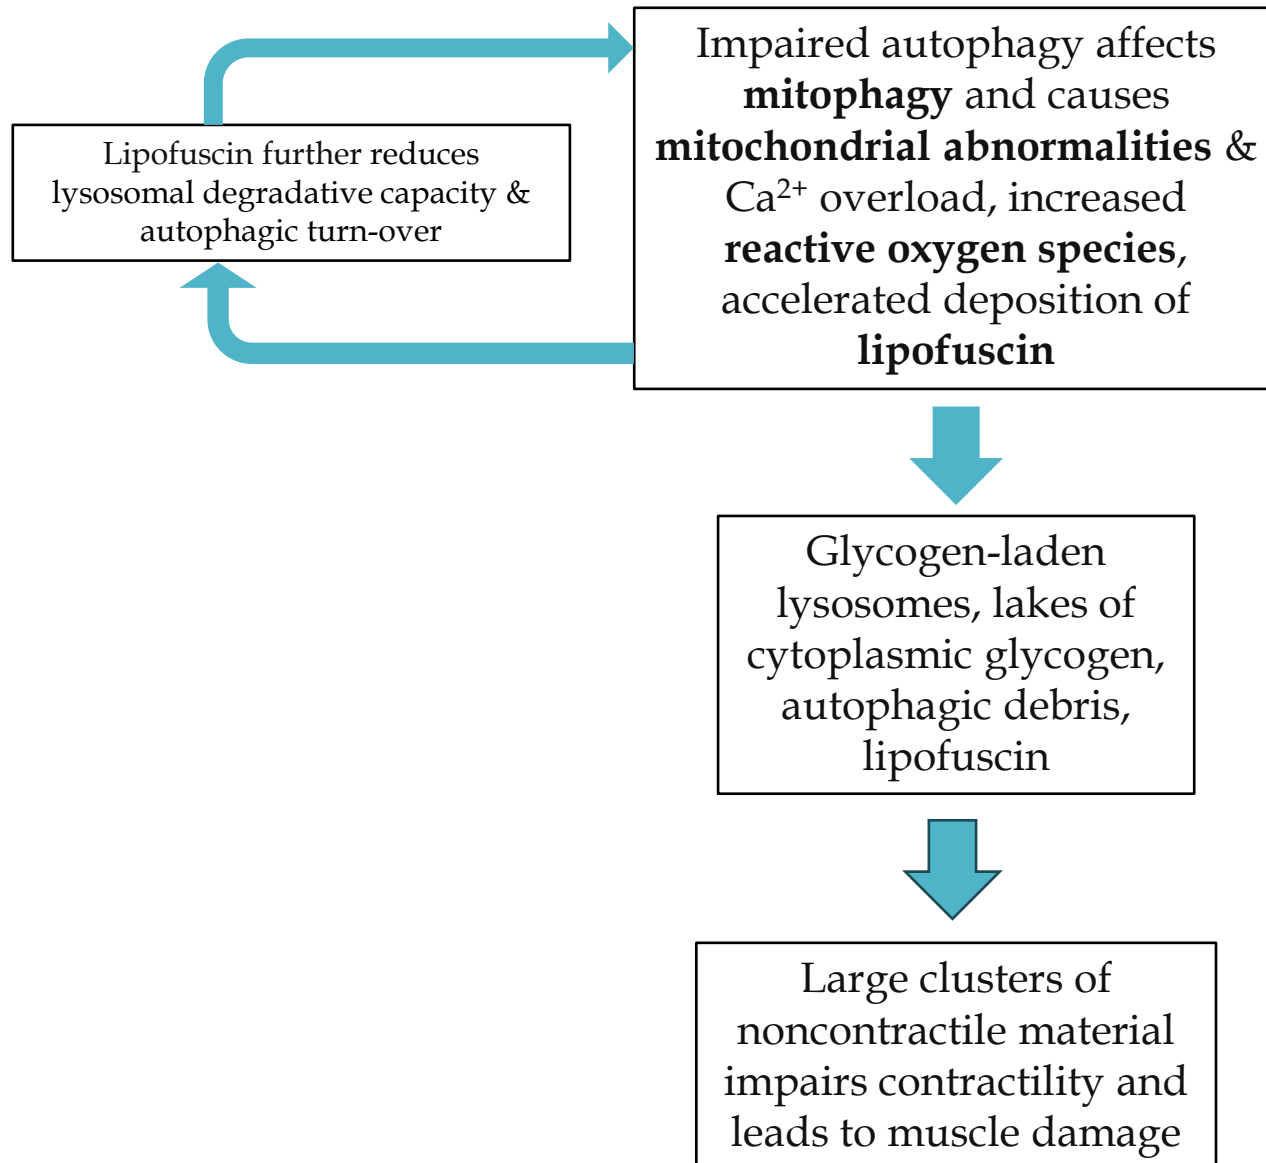 Impaired autophagy affects
mitophagy and causes
mitochondrial abnormalities &
Ca²⁺ overload, increased
reactive oxygen species,
accelerated deposition of
lipofuscin
Lipofuscin further reduces
lysosomal degradative capacity &
autophagic turn-over
Glycogen-laden
lysosomes, lakes of
cytoplasmic glycogen,
autophagic debris,
lipofuscin
Large clusters of
noncontractile material
impairs contractility and
leads to muscle damage